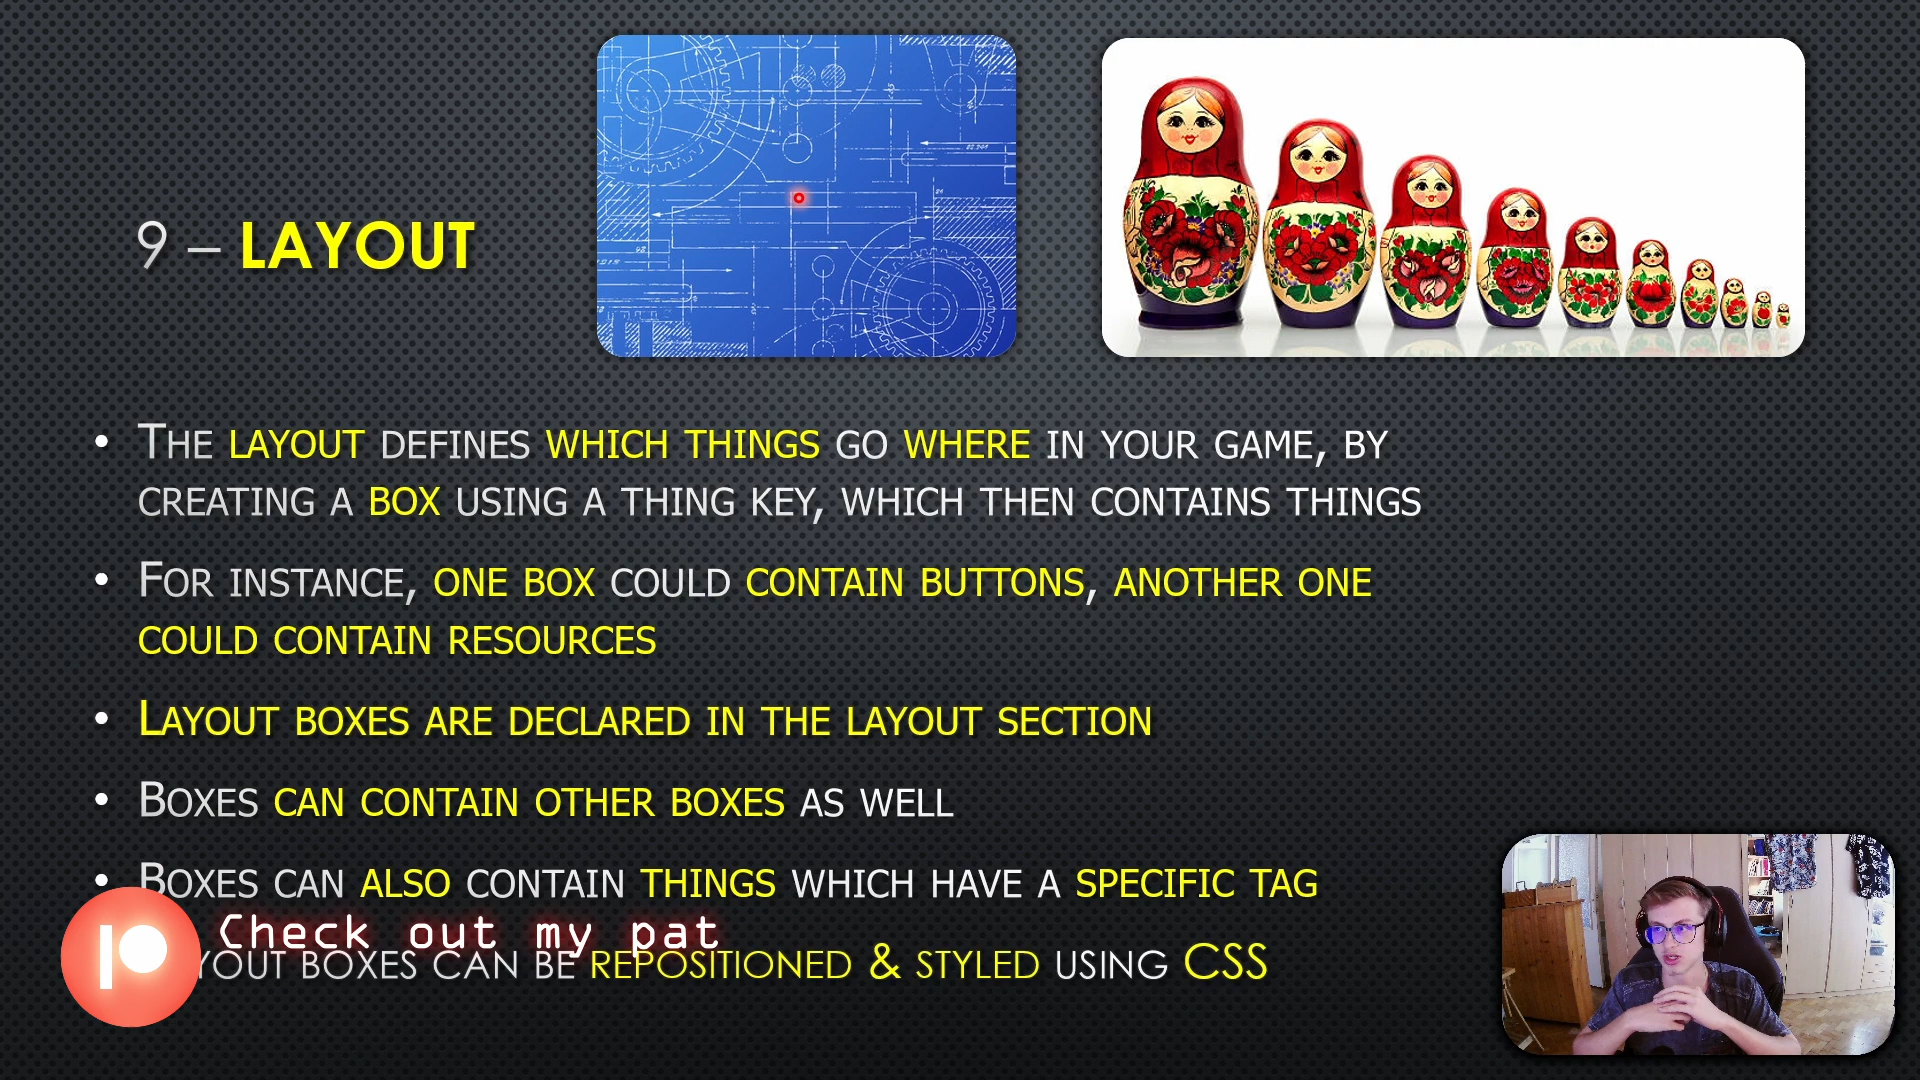 9 – LAYOUT
• THE LAYOUT DEFINES WHICH THINGS GO WHERE IN YOUR GAME, BY
CREATING A BOX USING A THING KEY, WHICH THEN CONTAINS THINGS
• FOR INSTANCE, ONE BOX COULD CONTAIN BUTTONS, ANOTHER ONE
COULD CONTAIN RESOURCES
• LAYOUT BOXES ARE DECLARED IN THE LAYOUT SECTION
• BOXES CAN CONTAIN OTHER BOXES AS WELL
• BOXES CAN ALSO CONTAIN THINGS WHICH HAVE A SPECIFIC TAG
Check out my pat
YOUT BOXES CAN BE REPOSITIONED & STYLED USING CSS